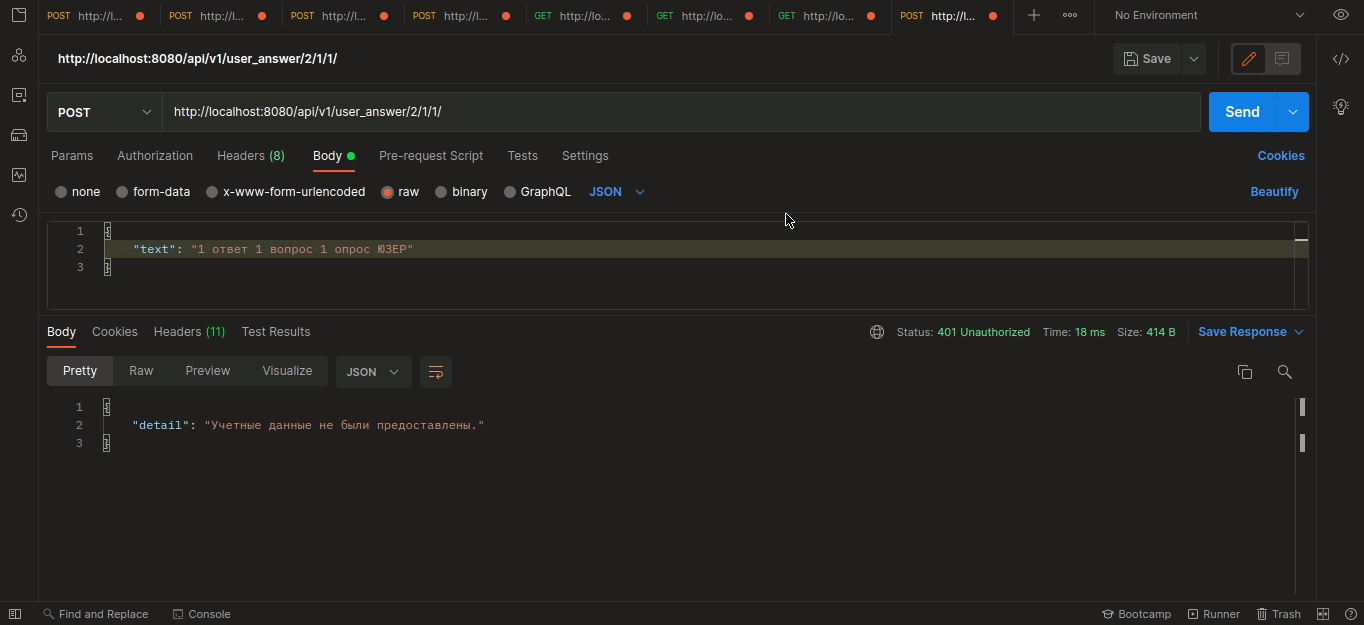 POST http://l... POST http://l... POST http://l... POST http://l... GET http://lo... GET http://lo... GET http://lo... POST http://l... No Environment
http://localhost:8080/api/v1/user_answer/2/1/1/ Save
POST http://localhost:8080/api/v1/user_answer/2/1/1/ Send
Params Authorization Headers (8) Body Pre-request Script Tests Settings Cookies
none form-data x-www-form-urlencoded raw binary GraphQL JSON Beautify
1 {
2 "text": "1 ответ 1 вопрос 1 опрос ЮЗЕР"
3 }
Body Cookies Headers (11) Test Results Status: 401 Unauthorized Time: 18 ms Size: 414 B Save Response
Pretty Raw Preview Visualize JSON
1 {
2 "detail": "Учетные данные не были предоставлены."
3 }
Find and Replace Console Bootcamp Runner Trash